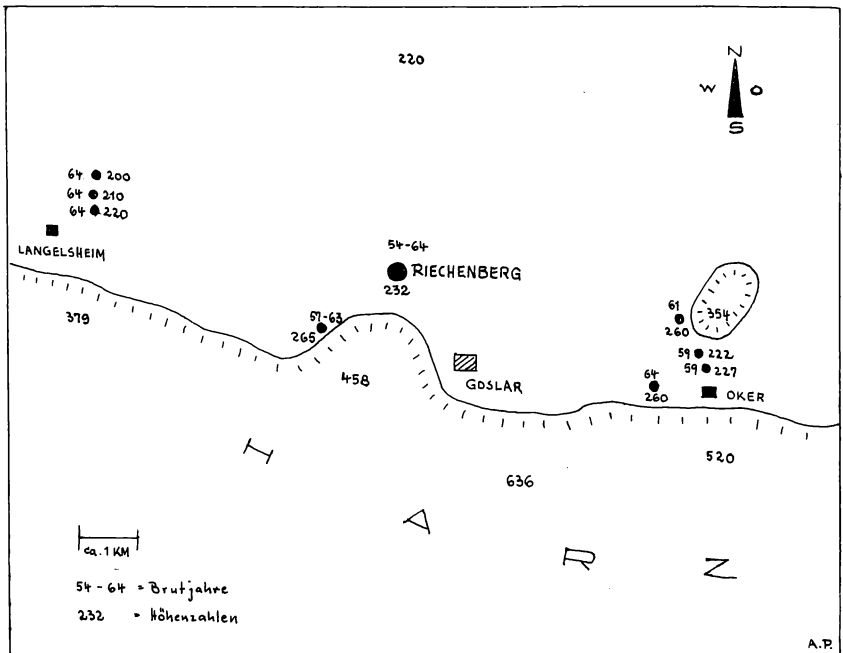 220
N
W O
S
64 200
64 210
64 220
LANGELSHEIM
54-64
RIECHENBERG
232
57-63
265
379
458
GOSLAR
61
260
354
59 222
59 227
64
260
OKER
520
636
H A R Z
ca. 1 KM
54 - 64 = Brutjahre
232 = Höhenzahlen
A.P.